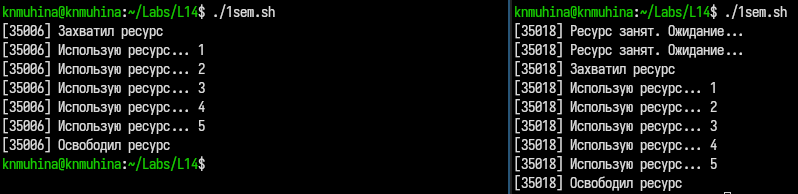 knmuhina@knmuhina:~/Labs/L14$ ./1sem.sh
[35006] Захватил ресурс
[35006] Использую ресурс... 1
[35006] Использую ресурс... 2
[35006] Использую ресурс... 3
[35006] Использую ресурс... 4
[35006] Использую ресурс... 5
[35006] Освободил ресурс
knmuhina@knmuhina:~/Labs/L14$
knmuhina@knmuhina:~/Labs/L14$ ./1sem.sh
[35018] Ресурс занят. Ожидание...
[35018] Ресурс занят. Ожидание...
[35018] Захватил ресурс
[35018] Использую ресурс... 1
[35018] Использую ресурс... 2
[35018] Использую ресурс... 3
[35018] Использую ресурс... 4
[35018] Использую ресурс... 5
[35018] Освободил ресурс